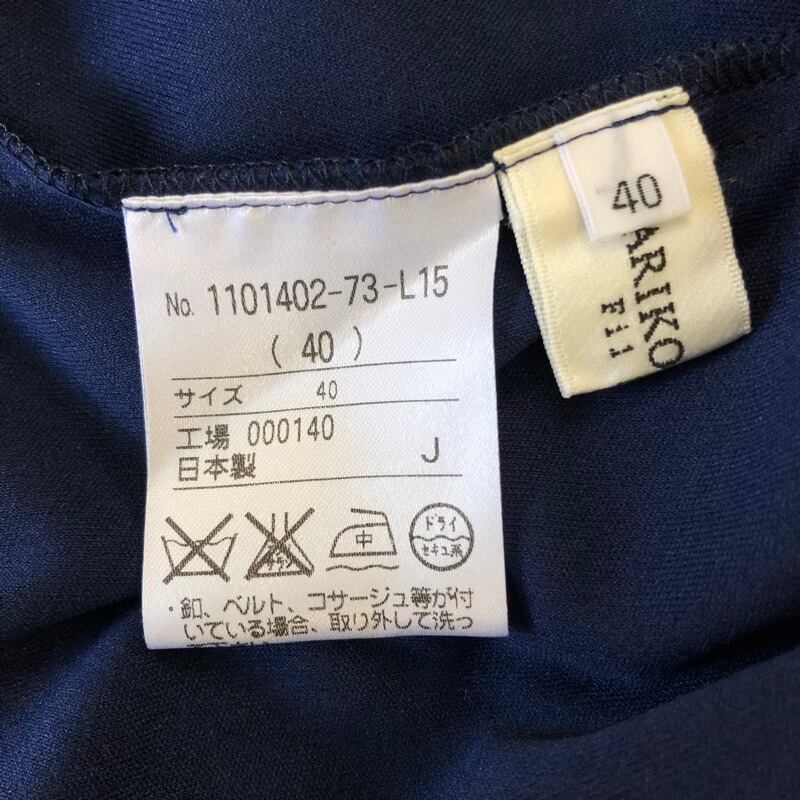 No. 1101402-73-L15
( 40 )
サイズ 40
工場 000140
日本製 J
中
ドライ
セキユ系
・釦、ベルト、コサージュ等が付
いている場合、取り外して洗っ
40
ARIKO